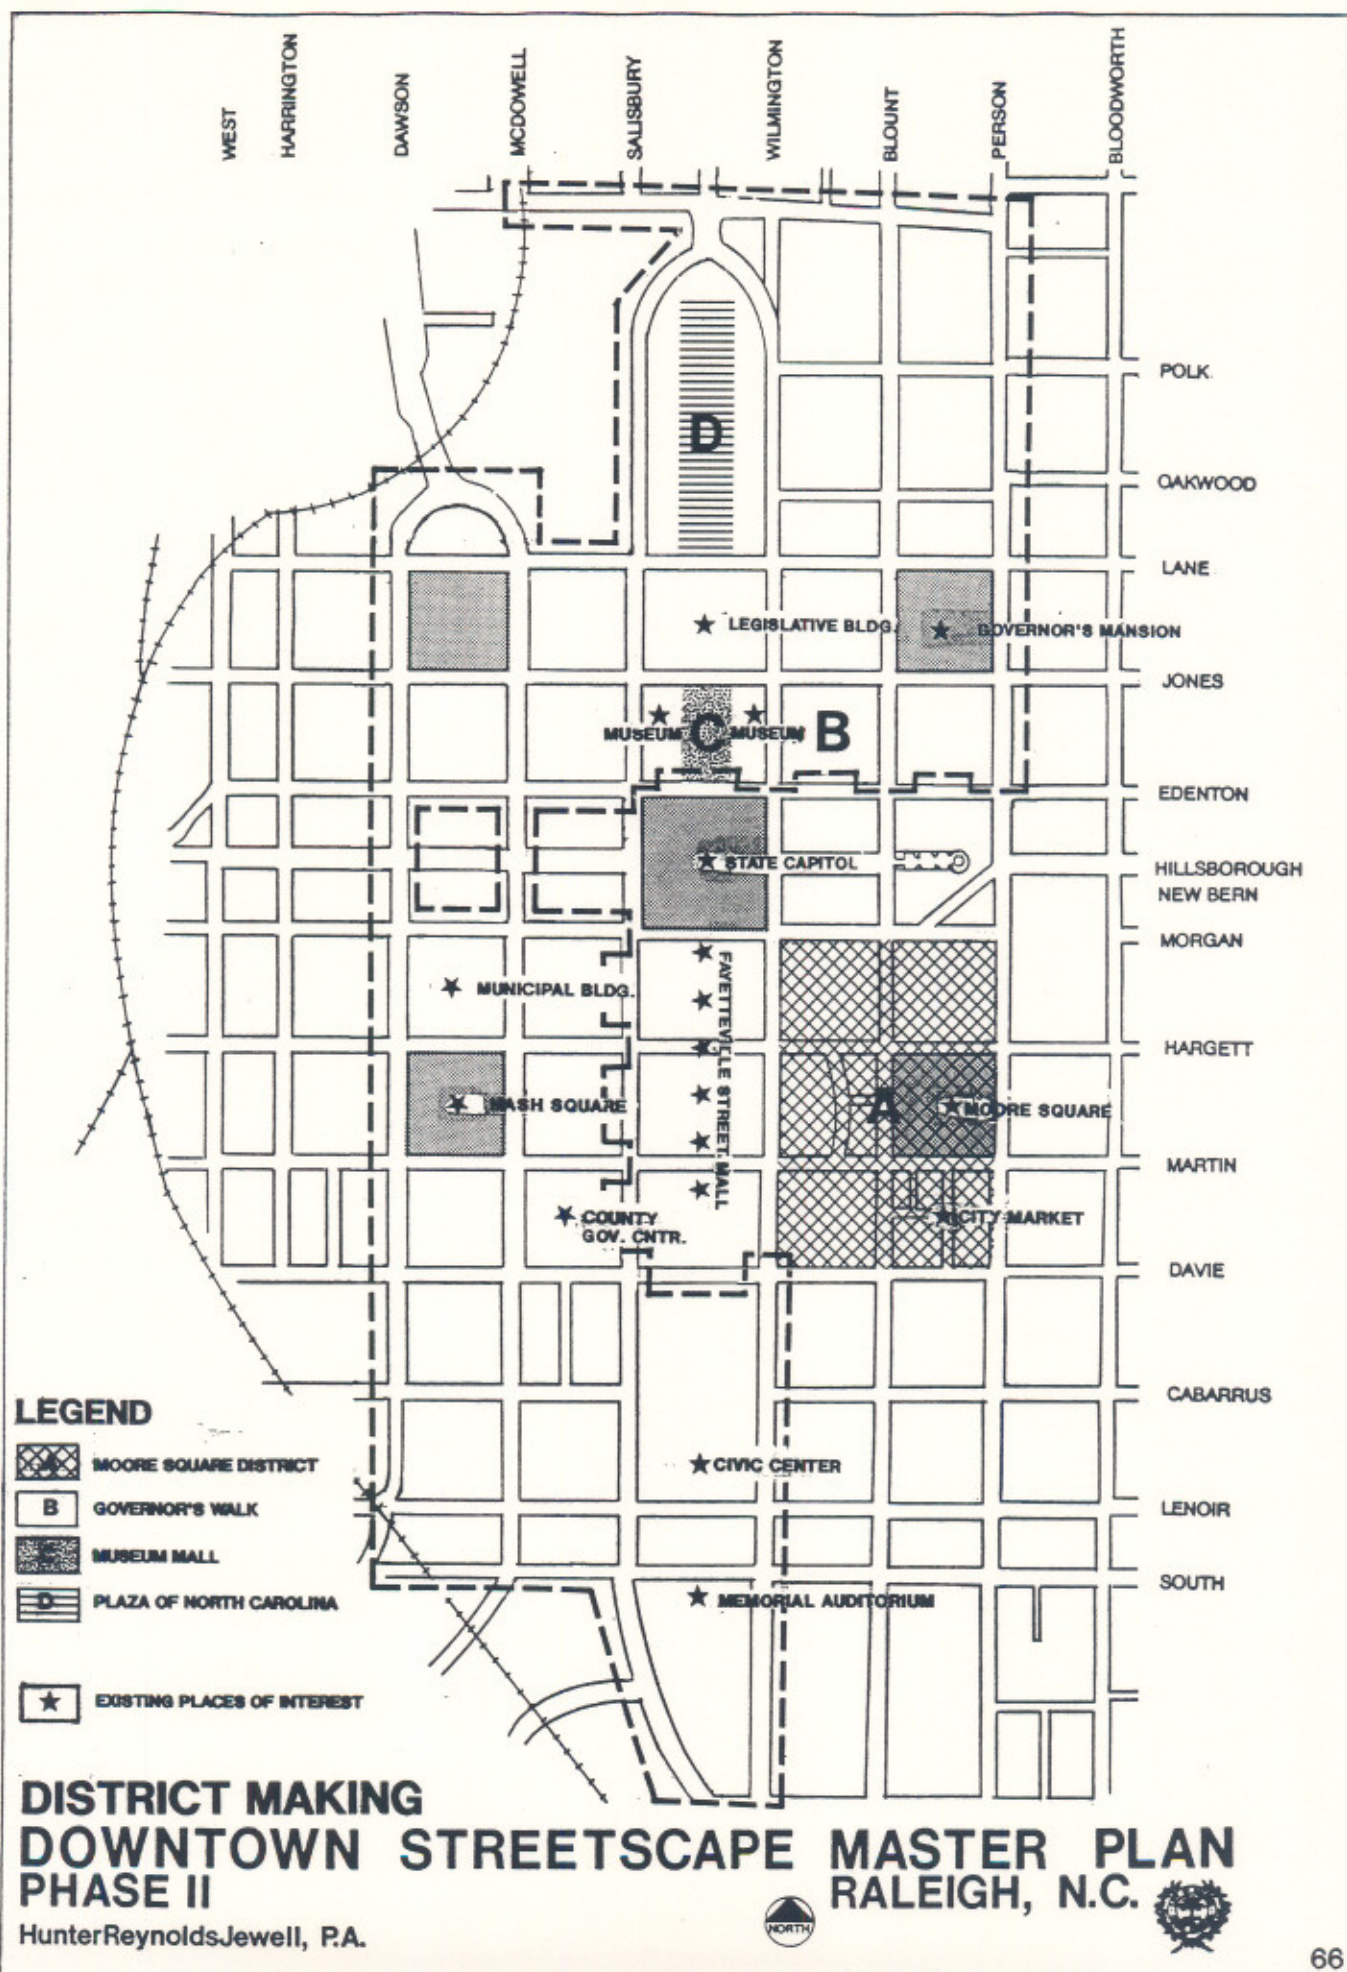 WEST
HARRINGTON
DAWSON
MCDOWELL
SALISBURY
WILMINGTON
BLOUNT
PERSON
BLOODWORTH
POLK
D
OAKWOOD
LANE
LEGISLATIVE BLDG.
GOVERNOR'S MANSION
JONES
MUSEUM
C
MUSEUM
B
EDENTON
STATE CAPITOL
HILLSBOROUGH
NEW BERN
MORGAN
FAYETTEVILLE STREET MALL
MUNICIPAL BLDG.
HARGETT
NASH SQUARE
A
MOORE SQUARE
MARTIN
COUNTY
GOV. CNTR.
CITY MARKET
DAVIE
CABARRUS
CIVIC CENTER
LENOIR
SOUTH
MEMORIAL AUDITORIUM
LEGEND
A MOORE SQUARE DISTRICT
B GOVERNOR'S WALK
C MUSEUM MALL
D PLAZA OF NORTH CAROLINA
EXISTING PLACES OF INTEREST
DISTRICT MAKING
DOWNTOWN STREETSCAPE MASTER PLAN
PHASE II
RALEIGH, N.C.
HunterReynoldsJewell, P.A.
NORTH
66